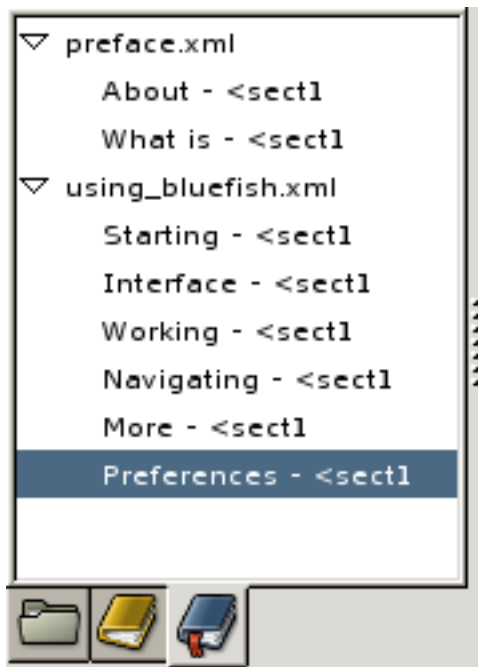 preface.xml
About - <sect1
What is - <sect1
using_bluefish.xml
Starting - <sect1
Interface - <sect1
Working - <sect1
Navigating - <sect1
More - <sect1
Preferences - <sect1